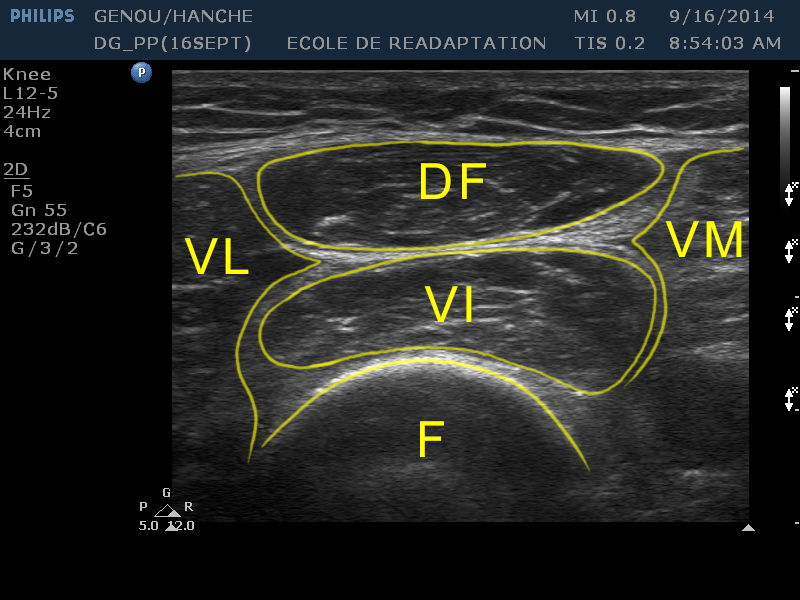 PHILIPS GENOU/HANCHE MI 0.8 9/16/2014
DG_PP(16SEPT) ECOLE DE READAPTATION TIS 0.2 8:54:03 AM
Knee
L12-5
24Hz
4cm
2D
F5
Gn 55
232dB/C6
G/3/2
P
DF
VL
VM
VI
F
G
P R
5.0 12.0